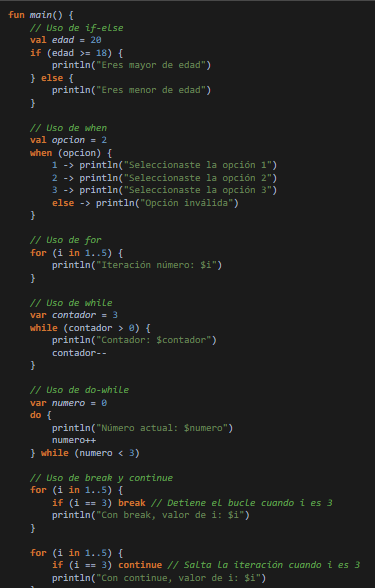 fun main() {
    // Uso de if-else
    val edad = 20
    if (edad >= 18) {
        println("Eres mayor de edad")
    } else {
        println("Eres menor de edad")
    }

    // Uso de when
    val opcion = 2
    when (opcion) {
        1 -> println("Seleccionaste la opción 1")
        2 -> println("Seleccionaste la opción 2")
        3 -> println("Seleccionaste la opción 3")
        else -> println("Opción inválida")
    }

    // Uso de for
    for (i in 1..5) {
        println("Iteración número: $i")
    }

    // Uso de while
    var contador = 3
    while (contador > 0) {
        println("Contador: $contador")
        contador--
    }

    // Uso de do-while
    var numero = 0
    do {
        println("Número actual: $numero")
        numero++
    } while (numero < 3)

    // Uso de break y continue
    for (i in 1..5) {
        if (i == 3) break // Detiene el bucle cuando i es 3
        println("Con break, valor de i: $i")
    }

    for (i in 1..5) {
        if (i == 3) continue // Salta la iteración cuando i es 3
        println("Con continue, valor de i: $i")
    }